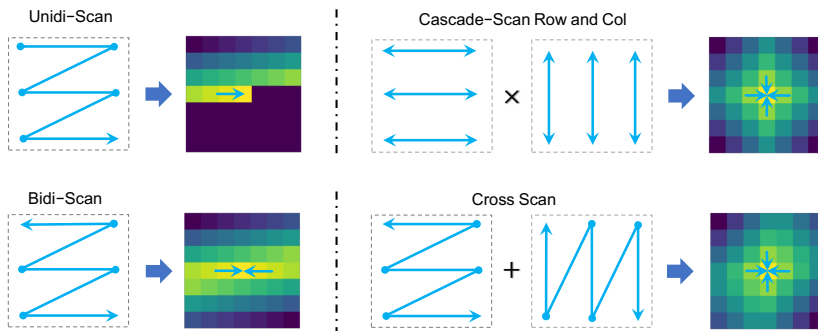 Unidi-Scan
Cascade-Scan Row and Col
×
Bidi-Scan
Cross Scan
+